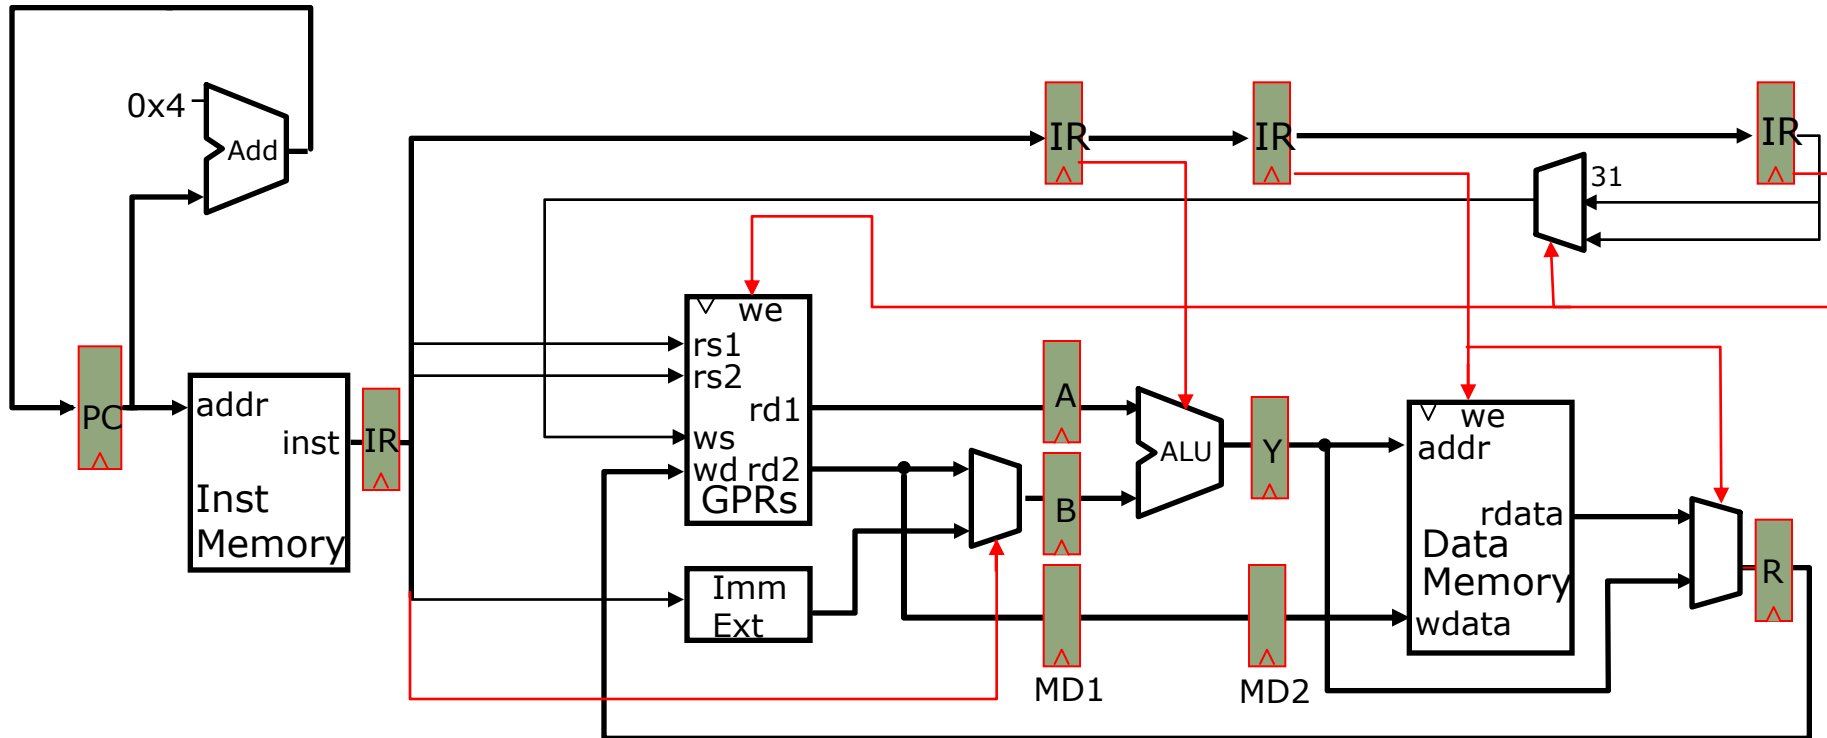 0x4
Add
IR
IR
IR
31
we
rs1
rs2
rd1
ws
wd rd2
GPRs
PC
addr
inst
Inst
Memory
IR
A
B
ALU
Y
we
addr
rdata
Data
Memory
wdata
R
Imm
Ext
MD1
MD2